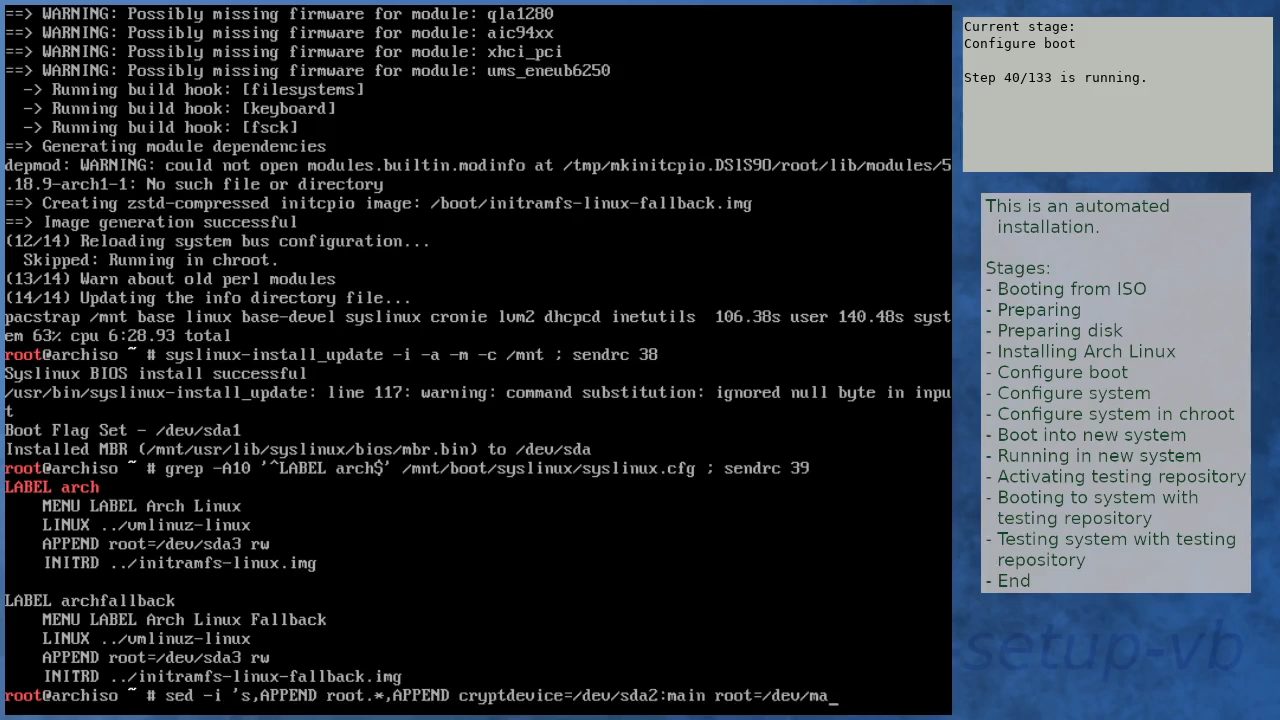 ==> WARNING: Possibly missing firmware for module: qla1280
==> WARNING: Possibly missing firmware for module: aic94xx
==> WARNING: Possibly missing firmware for module: xhci_pci
==> WARNING: Possibly missing firmware for module: ums_eneub6250
  -> Running build hook: [filesystems]
  -> Running build hook: [keyboard]
  -> Running build hook: [fsck]
==> Generating module dependencies
depmod: WARNING: could not open modules.builtin.modinfo at /tmp/mkinitcpio.DSlS9O/root/lib/modules/5
.18.9-arch1-1: No such file or directory
==> Creating zstd-compressed initcpio image: /boot/initramfs-linux-fallback.img
==> Image generation successful
(12/14) Reloading system bus configuration...
  Skipped: Running in chroot.
(13/14) Warn about old perl modules
(14/14) Updating the info directory file...
pacstrap /mnt base linux base-devel syslinux cronie lvm2 dhcpcd inetutils  106.38s user 140.48s syst
em 63% cpu 6:28.93 total
root@archiso ~ # syslinux-install_update -i -a -m -c /mnt ; sendrc 38
Syslinux BIOS install successful
/usr/bin/syslinux-install_update: line 117: warning: command substitution: ignored null byte in inpu
t
Boot Flag Set - /dev/sda1
Installed MBR (/mnt/usr/lib/syslinux/bios/mbr.bin) to /dev/sda
root@archiso ~ # grep -A10 '^LABEL arch$' /mnt/boot/syslinux/syslinux.cfg ; sendrc 39
LABEL arch
    MENU LABEL Arch Linux
    LINUX ../vmlinuz-linux
    APPEND root=/dev/sda3 rw
    INITRD ../initramfs-linux.img

LABEL archfallback
    MENU LABEL Arch Linux Fallback
    LINUX ../vmlinuz-linux
    APPEND root=/dev/sda3 rw
    INITRD ../initramfs-linux-fallback.img
root@archiso ~ # sed -i 's,APPEND root.*,APPEND cryptdevice=/dev/sda2:main root=/dev/ma_
Current stage:
Configure boot

Step 40/133 is running.

This is an automated
installation.

Stages:
- Booting from ISO
- Preparing
- Preparing disk
- Installing Arch Linux
- Configure boot
- Configure system
- Configure system in chroot
- Boot into new system
- Running in new system
- Activating testing repository
- Booting to system with
testing repository
- Testing system with testing
repository
- End
-setup-vb